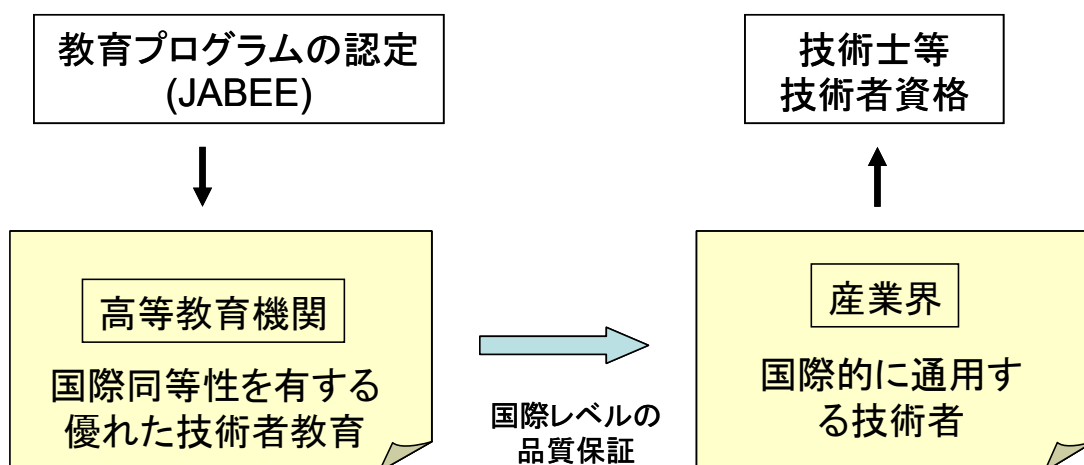 教育プログラムの認定
(JABEE)
技術士等
技術者資格
高等教育機関
国際同等性を有する
優れた技術者教育
国際レベルの
品質保証
産業界
国際的に通用す
る技術者